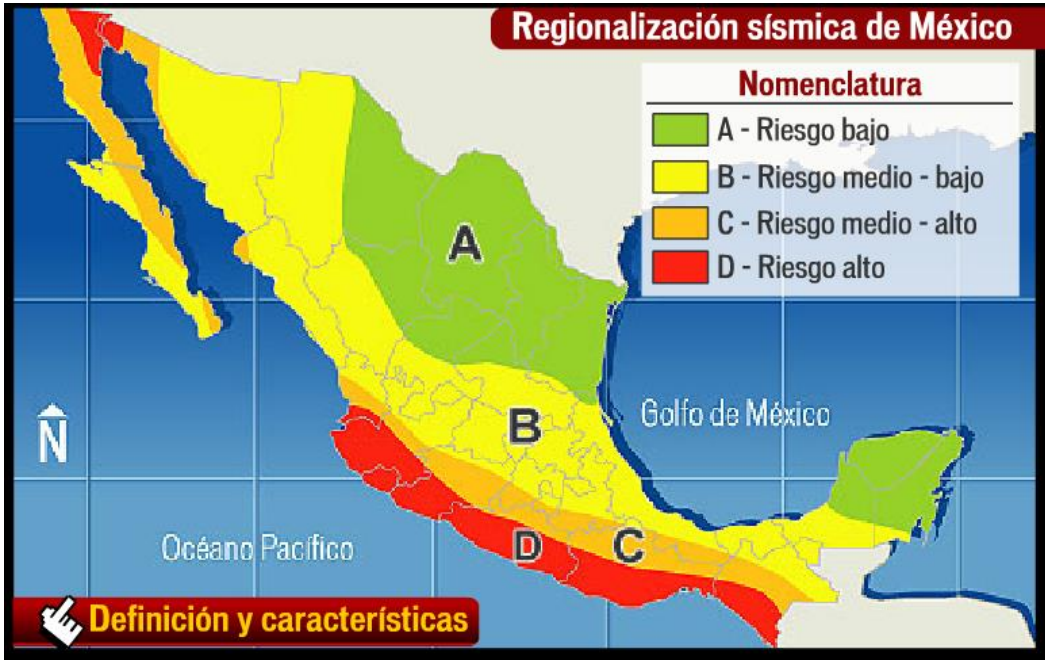 Regionalización sísmica de México
Nomenclatura
A - Riesgo bajo
B - Riesgo medio - bajo
C - Riesgo medio - alto
D - Riesgo alto
A
B
Golfo de México
N
D
C
Océano Pacífico
Definición y características